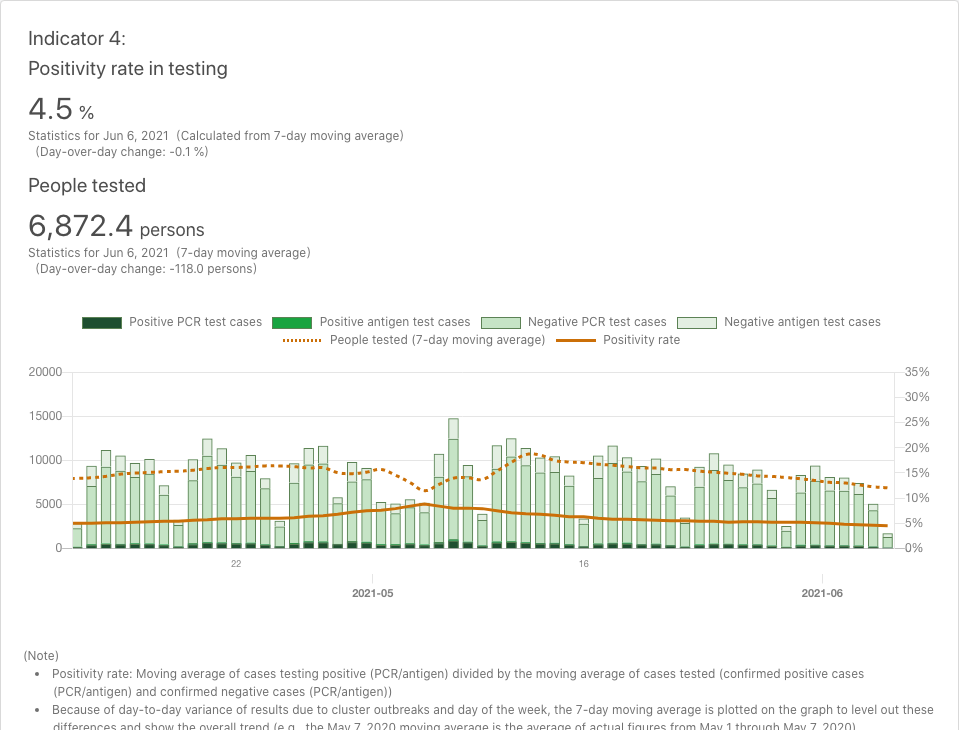 Indicator 4:
Positivity rate in testing
4.5 %
Statistics for Jun 6, 2021 (Calculated from 7-day moving average)
(Day-over-day change: -0.1 %)
People tested
6,872.4 persons
Statistics for Jun 6, 2021 (7-day moving average)
(Day-over-day change: -118.0 persons)
Positive PCR test cases Positive antigen test cases Negative PCR test cases Negative antigen test cases
People tested (7-day moving average) Positivity rate
20000 35%
30%
15000 25%
20%
10000 15%
5000 10%
5%
0 0%
22 16
2021-05 2021-06
(Note)
• Positivity rate: Moving average of cases testing positive (PCR/antigen) divided by the moving average of cases tested (confirmed positive cases
(PCR/antigen) and confirmed negative cases (PCR/antigen))
• Because of day-to-day variance of results due to cluster outbreaks and day of the week, the 7-day moving average is plotted on the graph to level out these
differences and show the overall trend (e.g., the May 7, 2020 moving average is the average of actual figures from May 1 through May 7, 2020)